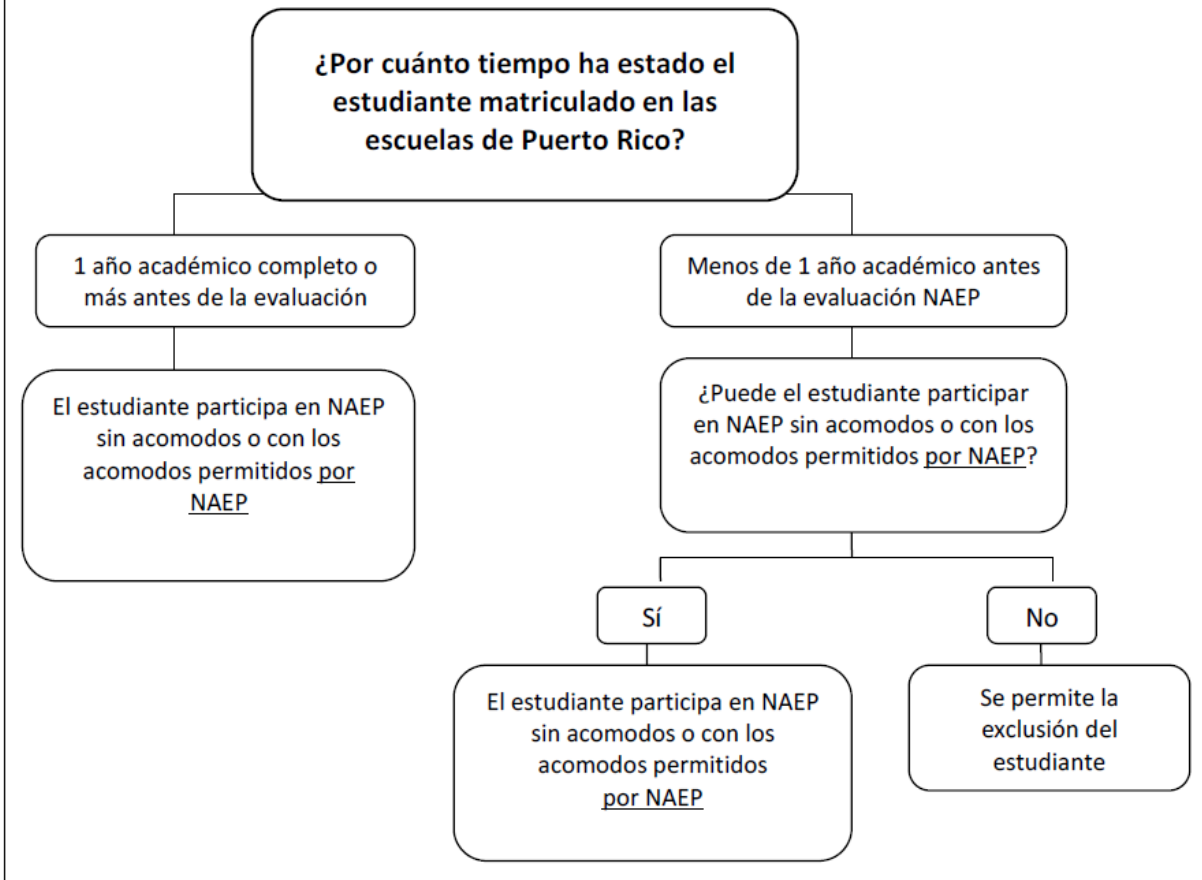 ¿Por cuánto tiempo ha estado el
estudiante matriculado en las
escuelas de Puerto Rico?
1 año académico completo o
más antes de la evaluación
Menos de 1 año académico antes
de la evaluación NAEP
El estudiante participa en NAEP
sin acomodos o con los
acomodos permitidos por
NAEP
¿Puede el estudiante participar
en NAEP sin acomodos o con los
acomodos permitidos por NAEP?
Sí
No
El estudiante participa en NAEP
sin acomodos o con los
acomodos permitidos
por NAEP
Se permite la
exclusión del
estudiante